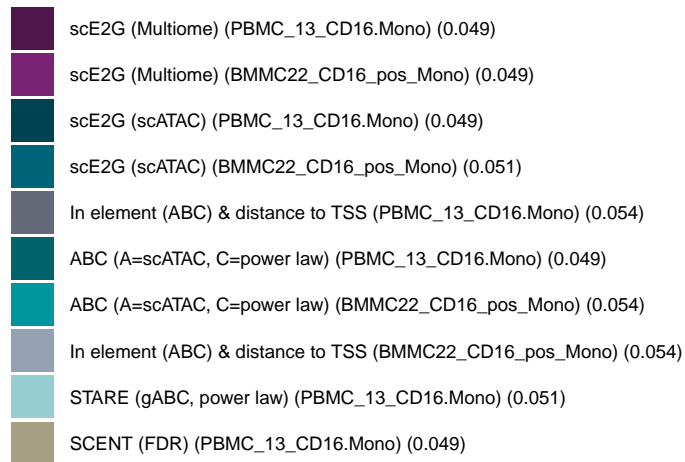 scE2G (Multiome) (PBMC_13_CD16.Mono) (0.049)
scE2G (Multiome) (BMMC22_CD16_pos_Mono) (0.049)
scE2G (scATAC) (PBMC_13_CD16.Mono) (0.049)
scE2G (scATAC) (BMMC22_CD16_pos_Mono) (0.051)
In element (ABC) & distance to TSS (PBMC_13_CD16.Mono) (0.054)
ABC (A=scATAC, C=power law) (PBMC_13_CD16.Mono) (0.049)
ABC (A=scATAC, C=power law) (BMMC22_CD16_pos_Mono) (0.054)
In element (ABC) & distance to TSS (BMMC22_CD16_pos_Mono) (0.054)
STARE (gABC, power law) (PBMC_13_CD16.Mono) (0.051)
SCENT (FDR) (PBMC_13_CD16.Mono) (0.049)